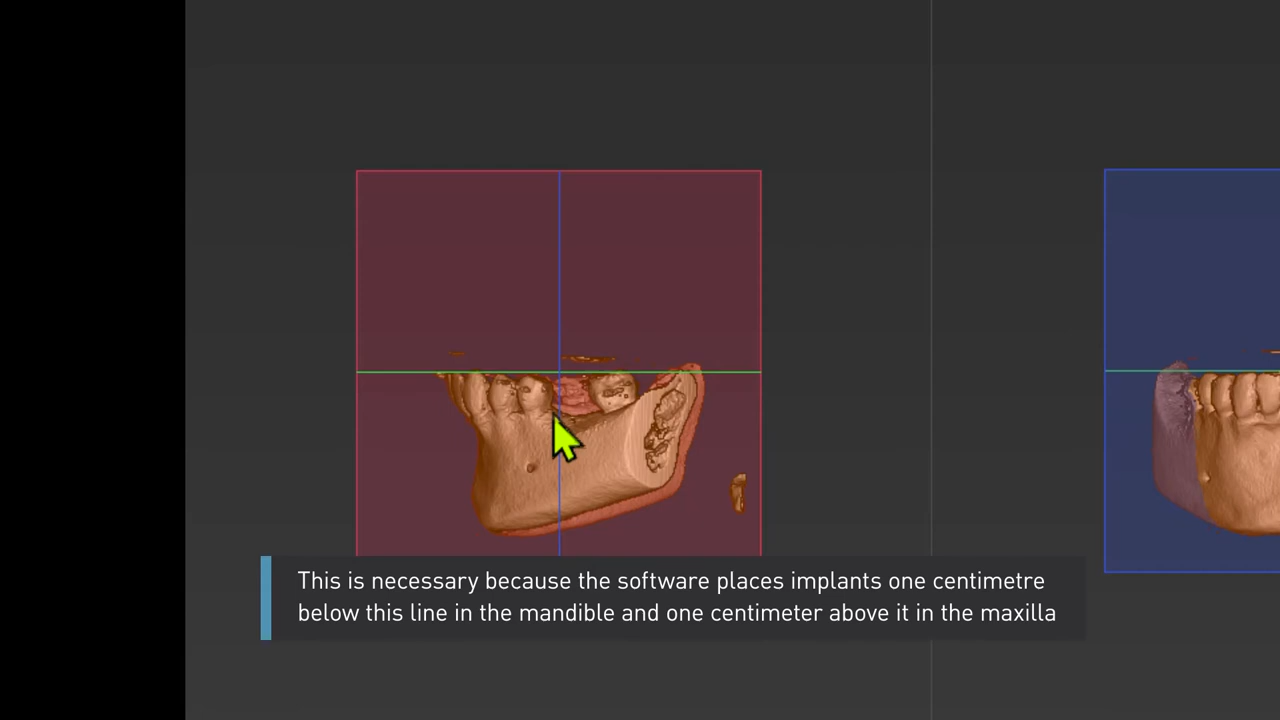 This is necessary because the software places implants one centimetre
below this line in the mandible and one centimeter above it in the maxilla